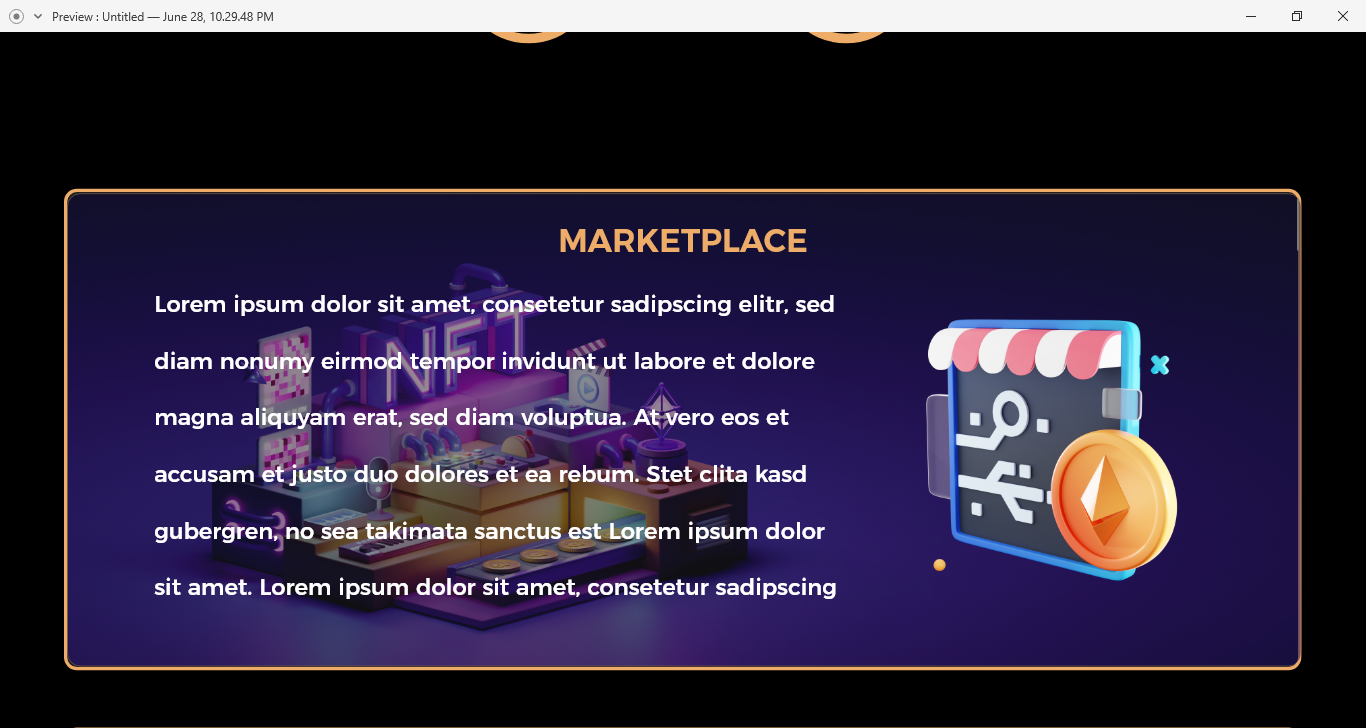 Preview : Untitled — June 28, 10.29.48 PM
MARKETPLACE
Lorem ipsum dolor sit amet, consetetur sadipscing elitr, sed
diam nonumy eirmod tempor invidunt ut labore et dolore
magna aliquyam erat, sed diam voluptua. At vero eos et
accusam et justo duo dolores et ea rebum. Stet clita kasd
gubergren, no sea takimata sanctus est Lorem ipsum dolor
sit amet. Lorem ipsum dolor sit amet, consetetur sadipscing
NFT